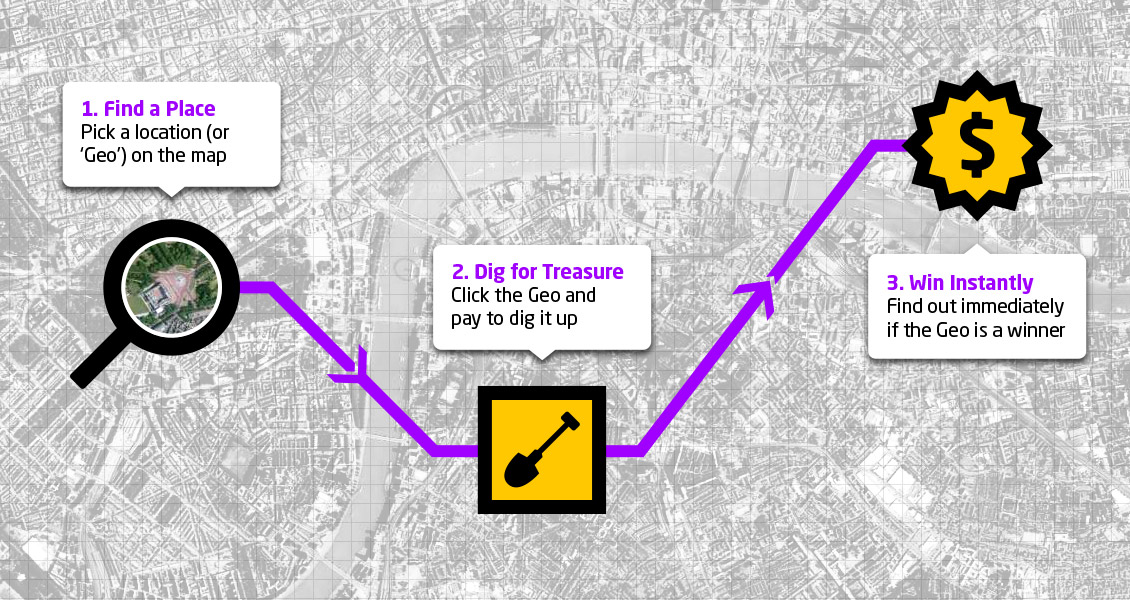 1. Find a Place
Pick a location (or
'Geo') on the map
2. Dig for Treasure
Click the Geo and
pay to dig it up
$
3. Win Instantly
Find out immediately
if the Geo is a winner